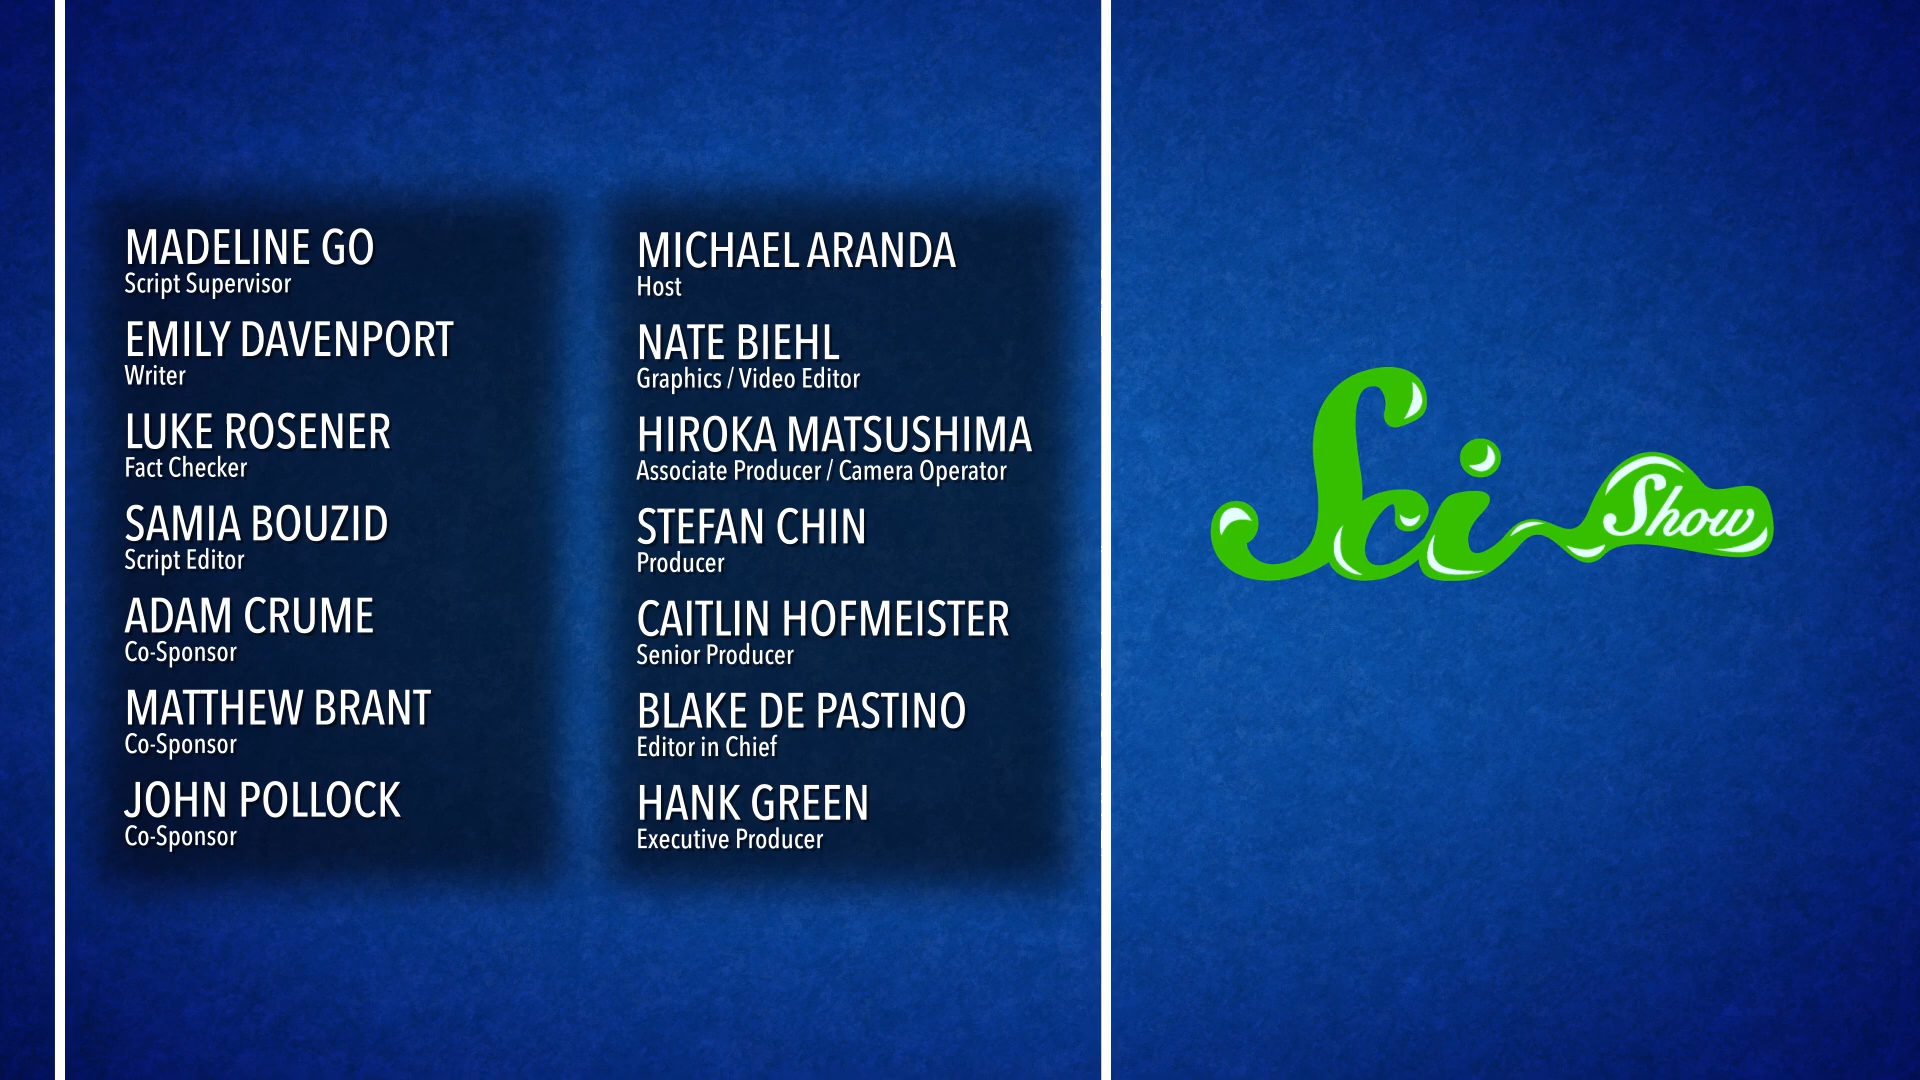 MADELINE GO
Script Supervisor
EMILY DAVENPORT
Writer
LUKE ROSENER
Fact Checker
SAMIA BOUZID
Script Editor
ADAM CRUME
Co-Sponsor
MATTHEW BRANT
Co-Sponsor
JOHN POLLOCK
Co-Sponsor
MICHAEL ARANDA
Host
NATE BIEHL
Graphics / Video Editor
HIROKA MATSUSHIMA
Associate Producer / Camera Operator
STEFAN CHIN
Producer
CAITLIN HOFMEISTER
Senior Producer
BLAKE DE PASTINO
Editor in Chief
HANK GREEN
Executive Producer
Sci Show